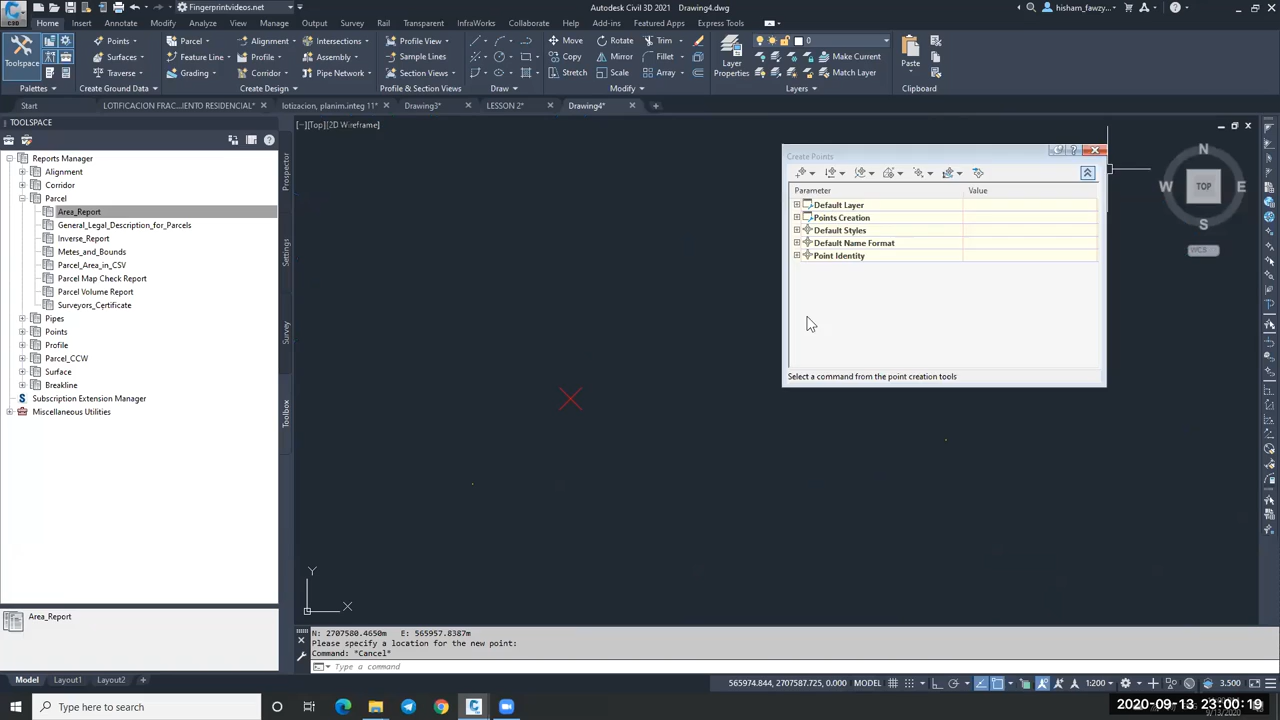 Fingerprintvideos.net
Autodesk Civil 3D 2021 Drawing4.dwg
hisham_fawzy...
C3D
Home Insert Annotate Modify Analyze View Manage Output Survey Rail Transparent InfraWorks Collaborate Help Add-ins Featured Apps Express Tools
Toolspace
Points
Surfaces
Traverse
Parcel
Feature Line
Grading
Alignment
Profile
Corridor
Intersections
Assembly
Pipe Network
Profile View
Sample Lines
Section Views
Move
Copy
Stretch
Rotate
Mirror
Scale
Trim
Fillet
Array
Layer Properties
0
Make Current
Match Layer
Paste
Palettes Create Ground Data Create Design Profile & Section Views Draw Modify Layers Clipboard
Start LOTIFICACION FRAC...IENTO RESIDENCIAL* lotizacion, planim.integ 11* Drawing3* LESSON 2* Drawing4*
TOOLSPACE
[−][Top][2D Wireframe]
Reports Manager
Alignment
Corridor
Parcel
Area_Report
General_Legal_Description_for_Parcels
Inverse_Report
Metes_and_Bounds
Parcel_Area_in_CSV
Parcel Map Check Report
Parcel Volume Report
Surveyors_Certificate
Pipes
Points
Profile
Parcel_CCW
Surface
Breakline
Subscription Extension Manager
Miscellaneous Utilities
Prospector
Settings
Survey
Toolbox
Create Points
Parameter Value
Default Layer
Points Creation
Default Styles
Default Name Format
Point Identity
Select a command from the point creation tools
N
W TOP E
S
WCS
Y
X
Area_Report
N: 2707580.4650m E: 565957.8387m
Please specify a location for the new point:
Command: *Cancel*
Type a command
Model Layout1 Layout2
565974.844, 2707587.725, 0.000 MODEL 1:200 3.500
Type here to search
2020-09-13 23:00:19